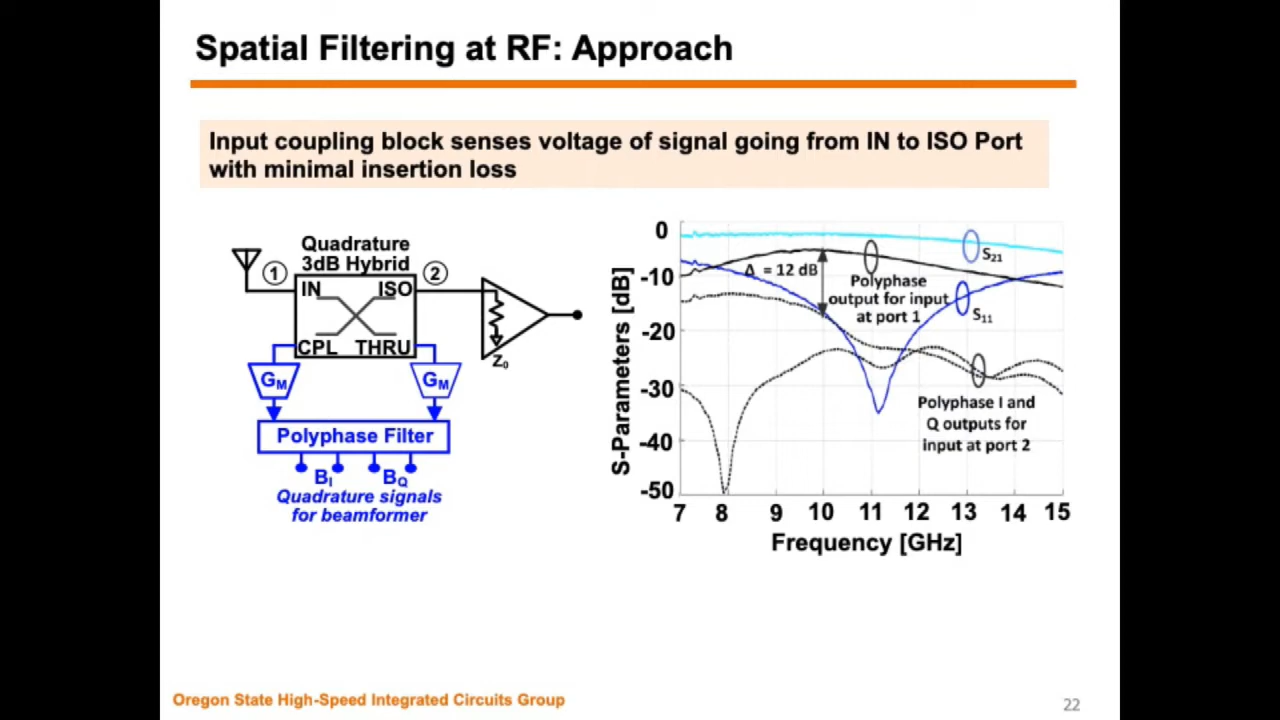 Spatial Filtering at RF: Approach
Input coupling block senses voltage of signal going from IN to ISO Port
with minimal insertion loss
Quadrature
3dB Hybrid
1
2
IN ISO
CPL THRU
Z₀
G_M
G_M
Polyphase Filter
B_I B_Q
Quadrature signals
for beamformer
S-Parameters [dB]
0
-10
-20
-30
-40
-50
7 8 9 10 11 12 13 14 15
Frequency [GHz]
S₂₁
Δ = 12 dB
Polyphase
output for input
at port 1
S₁₁
Polyphase I and
Q outputs for
input at port 2
Oregon State High-Speed Integrated Circuits Group
22